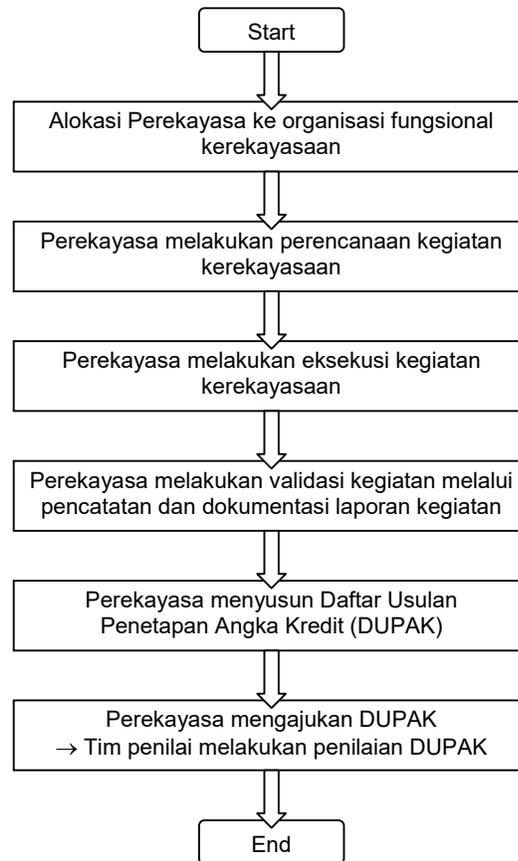 Start
Alokasi Perekayasa ke organisasi fungsional
kerekayasaan
Perekayasa melakukan perencanaan kegiatan
kerekayasaan
Perekayasa melakukan eksekusi kegiatan
kerekayasaan
Perekayasa melakukan validasi kegiatan melalui
pencatatan dan dokumentasi laporan kegiatan
Perekayasa menyusun Daftar Usulan
Penetapan Angka Kredit (DUPAK)
Perekayasa mengajukan DUPAK
→ Tim penilai melakukan penilaian DUPAK
End